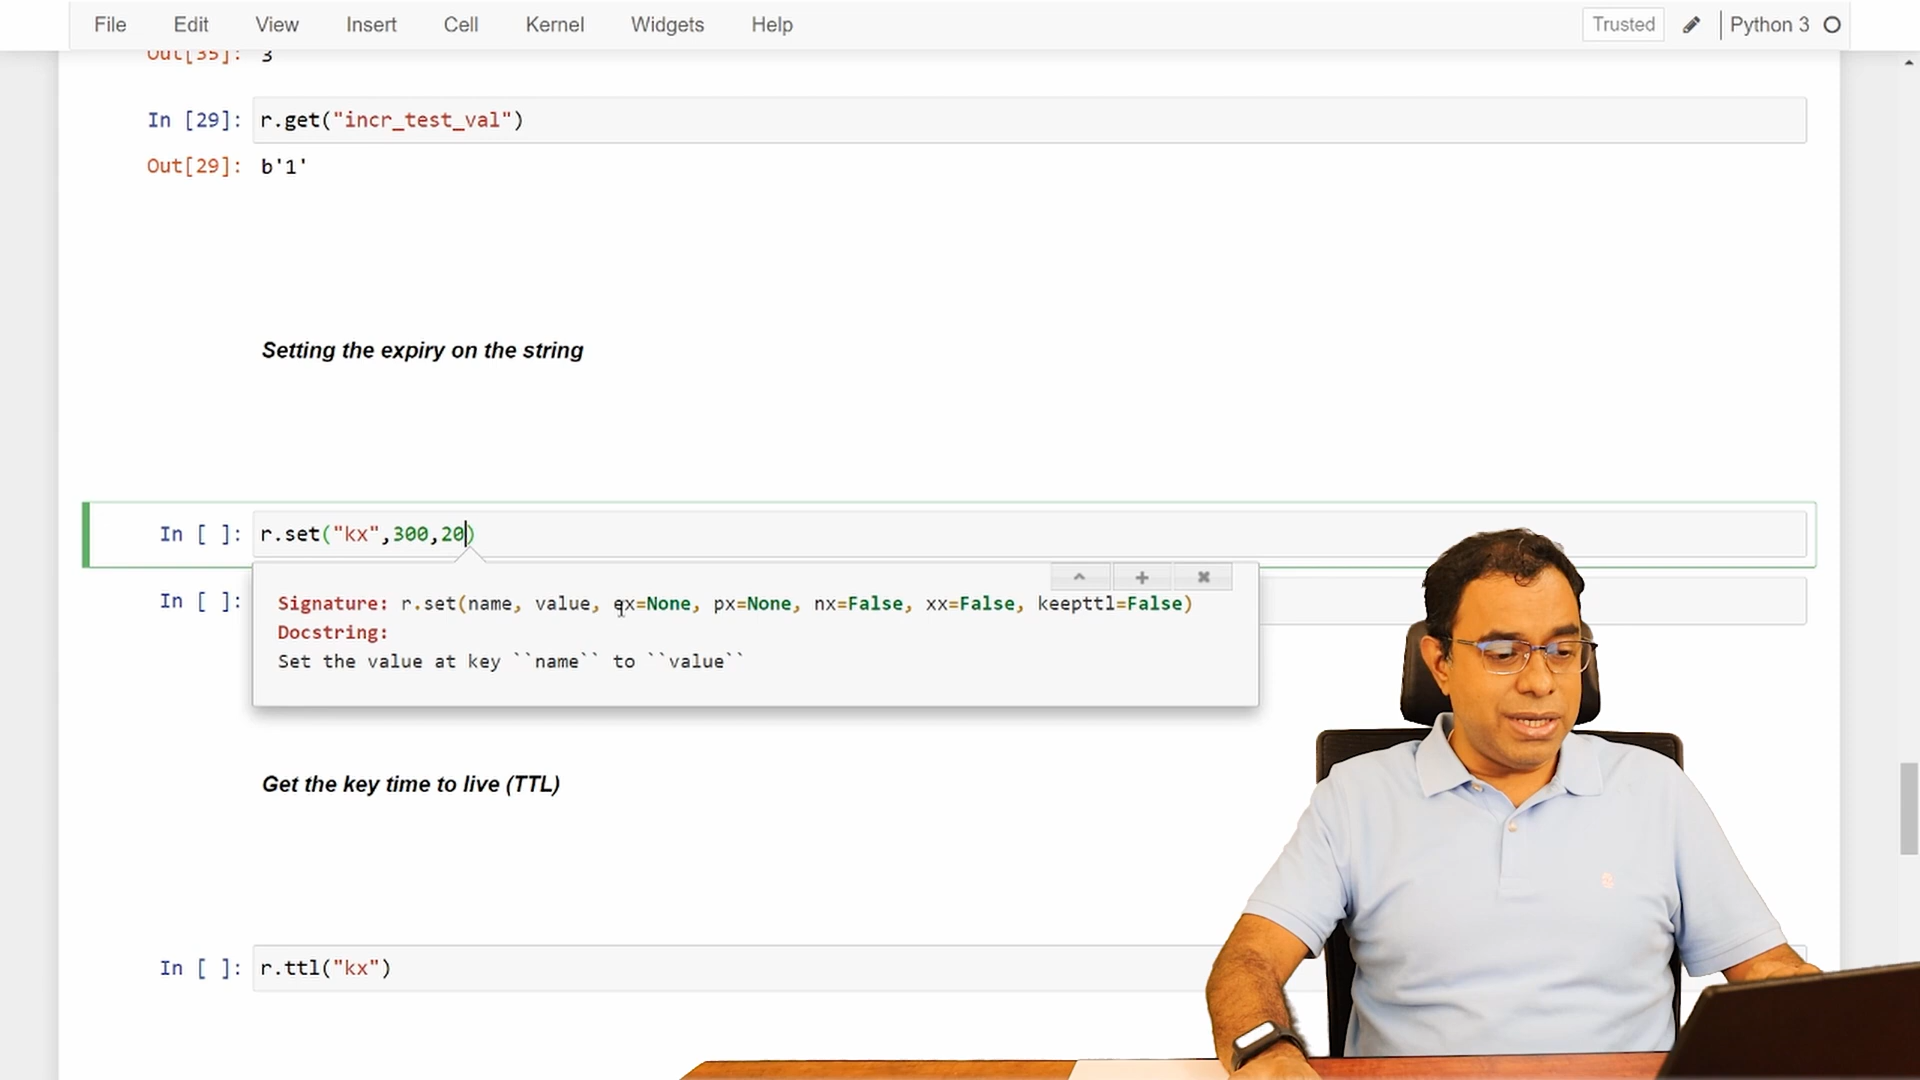 File Edit View Insert Cell Kernel Widgets Help Trusted Python 3
Out[35]: 3
In [29]: r.get("incr_test_val")
Out[29]: b'1'
Setting the expiry on the string
In [ ]: r.set("kx",300,20)
In [ ]:
Signature: r.set(name, value, ex=None, px=None, nx=False, xx=False, keepttl=False)
Docstring:
Set the value at key ``name`` to ``value``
Get the key time to live (TTL)
In [ ]: r.ttl("kx")